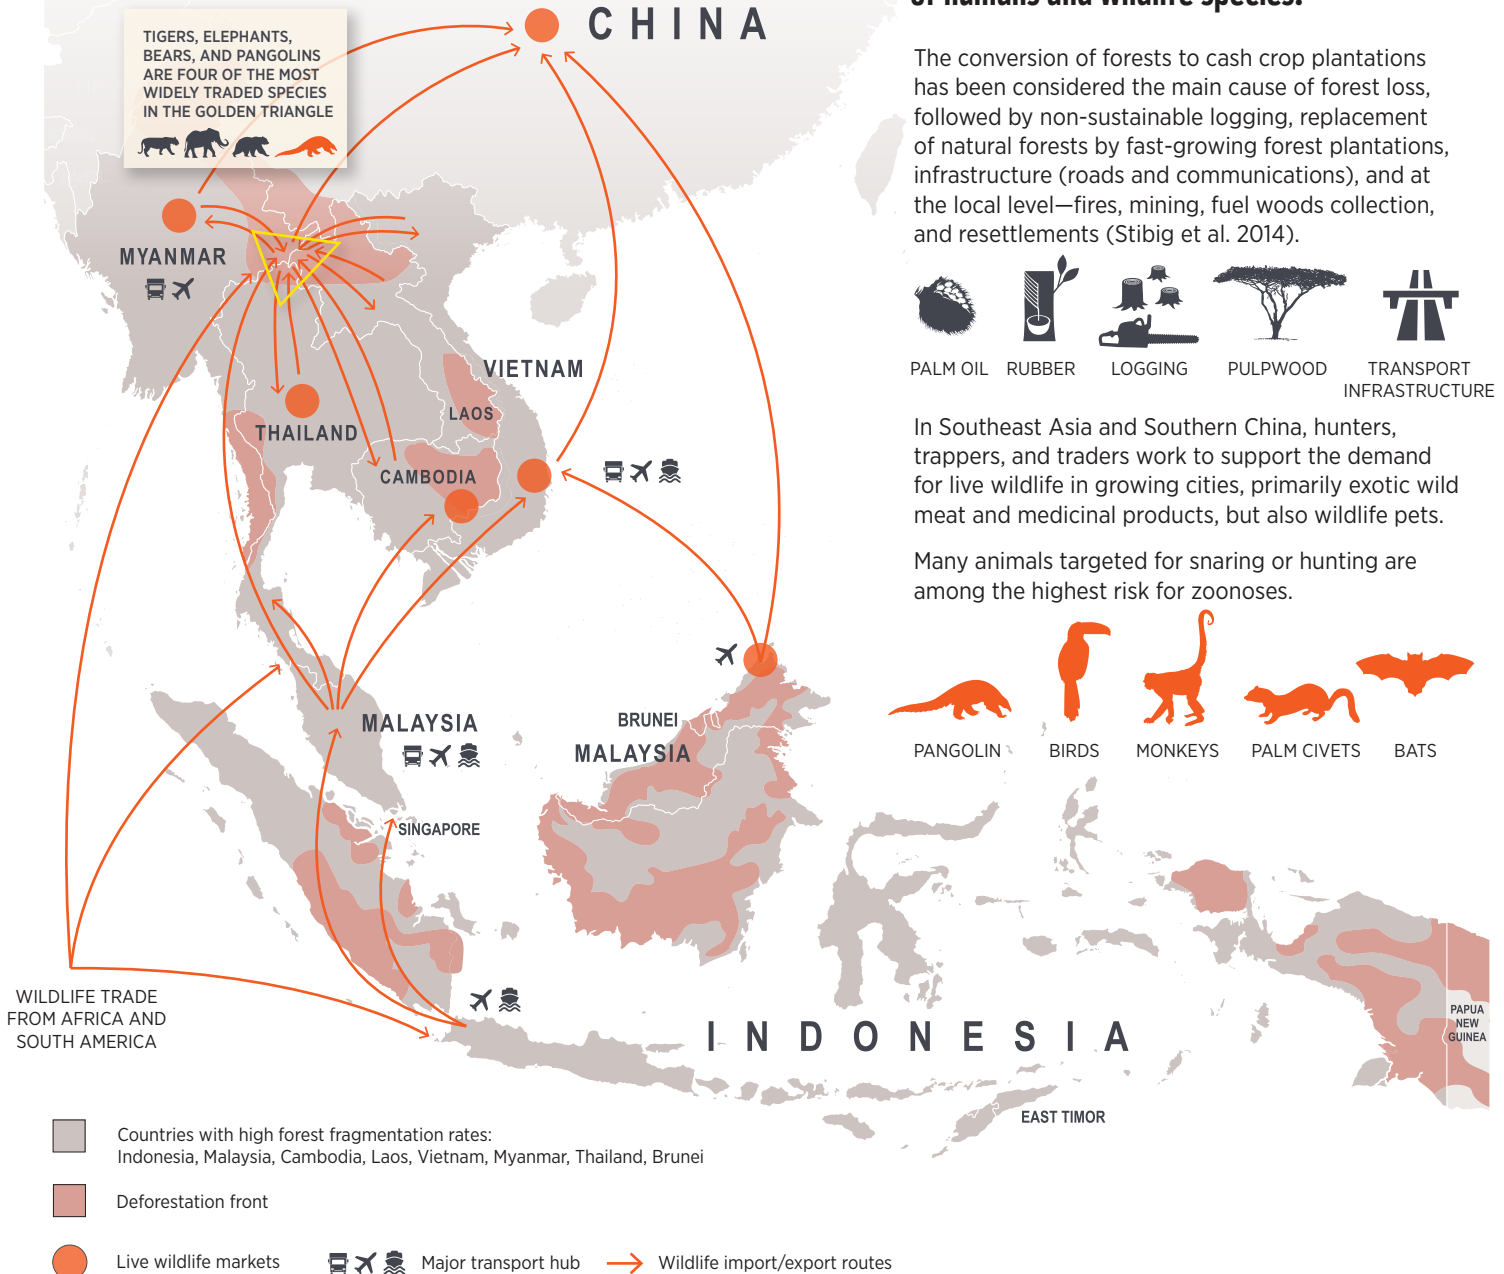 of humans and wildlife species.
CHINA
TIGERS, ELEPHANTS,
BEARS, AND PANGOLINS
ARE FOUR OF THE MOST
WIDELY TRADED SPECIES
IN THE GOLDEN TRIANGLE
MYANMAR
VIETNAM
LAOS
THAILAND
CAMBODIA
MALAYSIA
BRUNEI
MALAYSIA
SINGAPORE
WILDLIFE TRADE
FROM AFRICA AND
SOUTH AMERICA
INDONESIA
PAPUA
NEW
GUINEA
EAST TIMOR
The conversion of forests to cash crop plantations
has been considered the main cause of forest loss,
followed by non-sustainable logging, replacement
of natural forests by fast-growing forest plantations,
infrastructure (roads and communications), and at
the local level—fires, mining, fuel woods collection,
and resettlements (Stibig et al. 2014).
PALM OIL
RUBBER
LOGGING
PULPWOOD
TRANSPORT
INFRASTRUCTURE
In Southeast Asia and Southern China, hunters,
trappers, and traders work to support the demand
for live wildlife in growing cities, primarily exotic wild
meat and medicinal products, but also wildlife pets.
Many animals targeted for snaring or hunting are
among the highest risk for zoonoses.
PANGOLIN
BIRDS
MONKEYS
PALM CIVETS
BATS
Countries with high forest fragmentation rates:
Indonesia, Malaysia, Cambodia, Laos, Vietnam, Myanmar, Thailand, Brunei
Deforestation front
Live wildlife markets
Major transport hub
Wildlife import/export routes